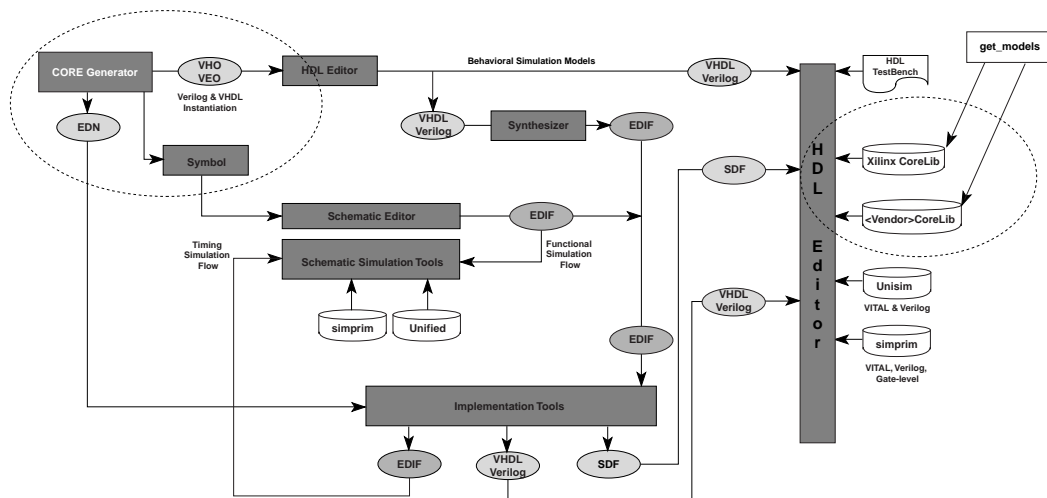 get_models
CORE Generator
VHO
VEO
HDL Editor
Behavioral Simulation Models
VHDL
Verilog
HDL
TestBench
Verilog & VHDL
Instantiation
EDN
VHDL
Verilog
Synthesizer
EDIF
Symbol
SDF
HDL Editor
Xilinx CoreLib
Schematic Editor
EDIF
<Vendor>CoreLib
Timing
Simulation
Flow
Schematic Simulation Tools
Functional
Simulation
Flow
Unisim
VITAL & Verilog
VHDL
Verilog
simprim
Unified
EDIF
simprim
VITAL, Verilog,
Gate-level
Implementation Tools
EDIF
VHDL
Verilog
SDF